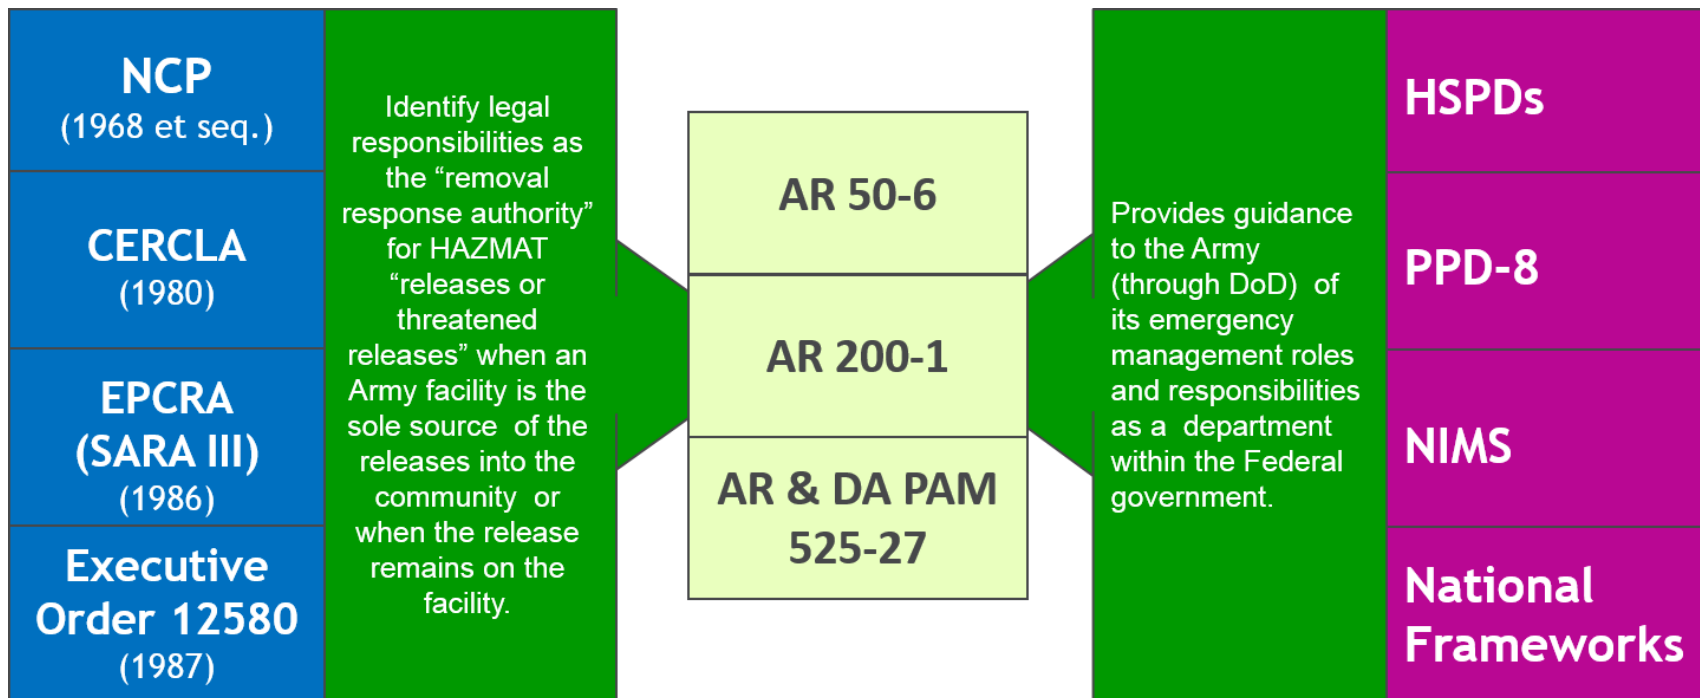 NCP
(1968 et seq.)
CERCLA
(1980)
EPCRA
(SARA III)
(1986)
Executive
Order 12580
(1987)
Identify legal
responsibilities as
the “removal
response authority”
for HAZMAT
“releases or
threatened
releases” when an
Army facility is the
sole source of the
releases into the
community or
when the release
remains on the
facility.
AR 50-6
AR 200-1
AR & DA PAM
525-27
Provides guidance
to the Army
(through DoD) of
its emergency
management roles
and responsibilities
as a department
within the Federal
government.
HSPDs
PPD-8
NIMS
National
Frameworks